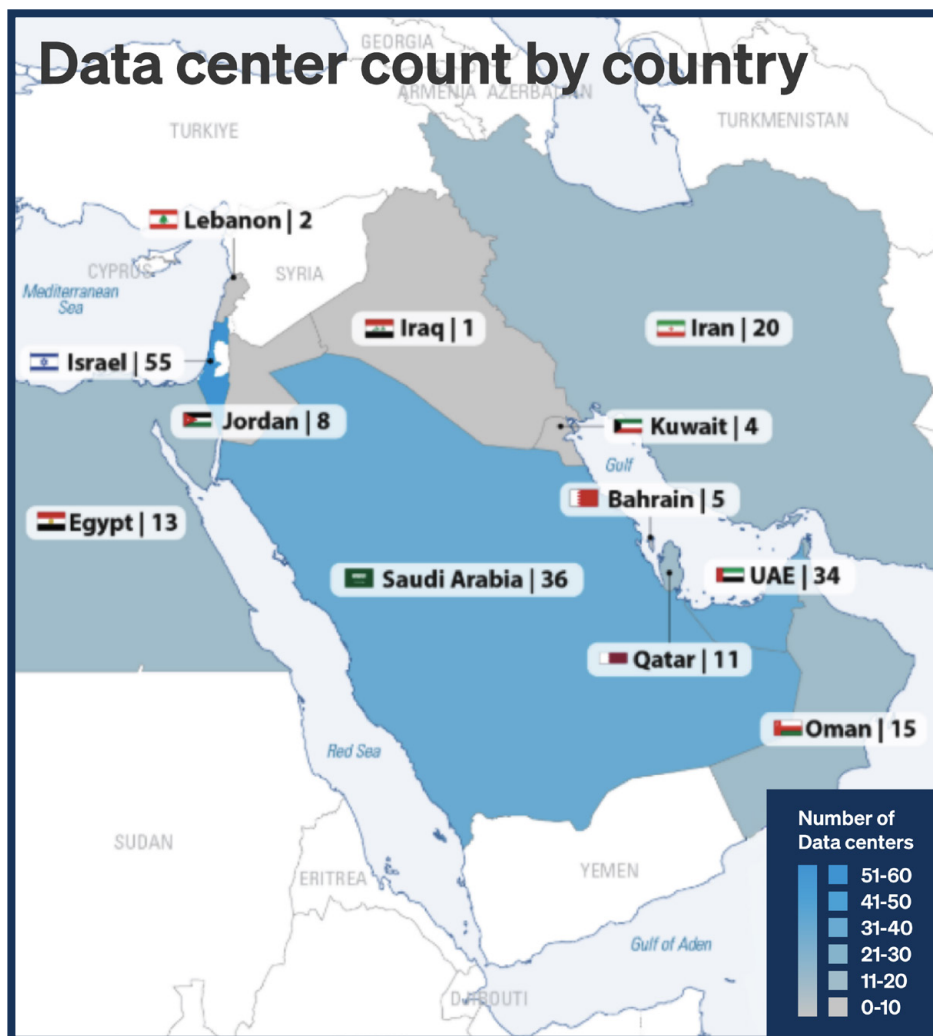 Data center count by country
GEORGIA
ARMENIA
AZERBAIJAN
TURKMENISTAN
TURKIYE
Lebanon | 2
CYPRUS
SYRIA
Mediterranean
Sea
Iraq | 1
Iran | 20
Israel | 55
Jordan | 8
Kuwait | 4
Gulf
Bahrain | 5
Egypt | 13
Saudi Arabia | 36
UAE | 34
Qatar | 11
Oman | 15
Red Sea
SUDAN
ERITREA
YEMEN
Gulf of Aden
DJIBOUTI
Number of
Data centers
51-60
41-50
31-40
21-30
11-20
0-10